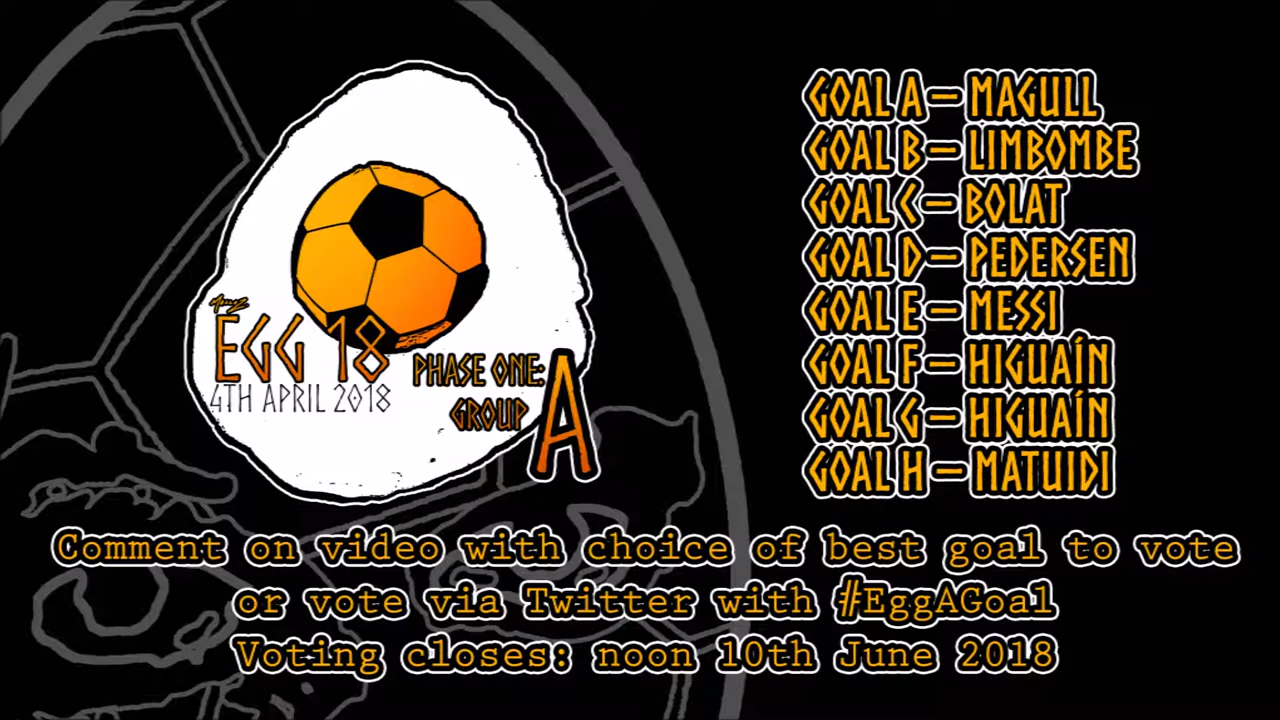 EGG 18
4TH APRIL 2018
PHASE ONE:
GROUP A
GOAL A – MAGULL
GOAL B – LIMBOMBE
GOAL C – BOLAT
GOAL D – PEDERSEN
GOAL E – MESSI
GOAL F – HIGUAÍN
GOAL G – HIGUAÍN
GOAL H – MATUIDI
Comment on video with choice of best goal to vote
or vote via Twitter with #EggAGoal
Voting closes: noon 10th June 2018